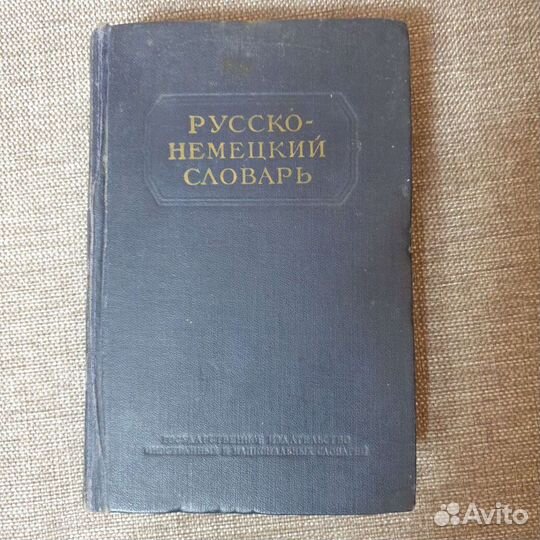 РУССКО-
НЕМЕЦКИЙ
СЛОВАРЬ
ГОСУДАРСТВЕННОЕ ИЗДАТЕЛЬСТВО
ИНОСТРАННЫХ И НАЦИОНАЛЬНЫХ СЛОВАРЕЙ
Avito